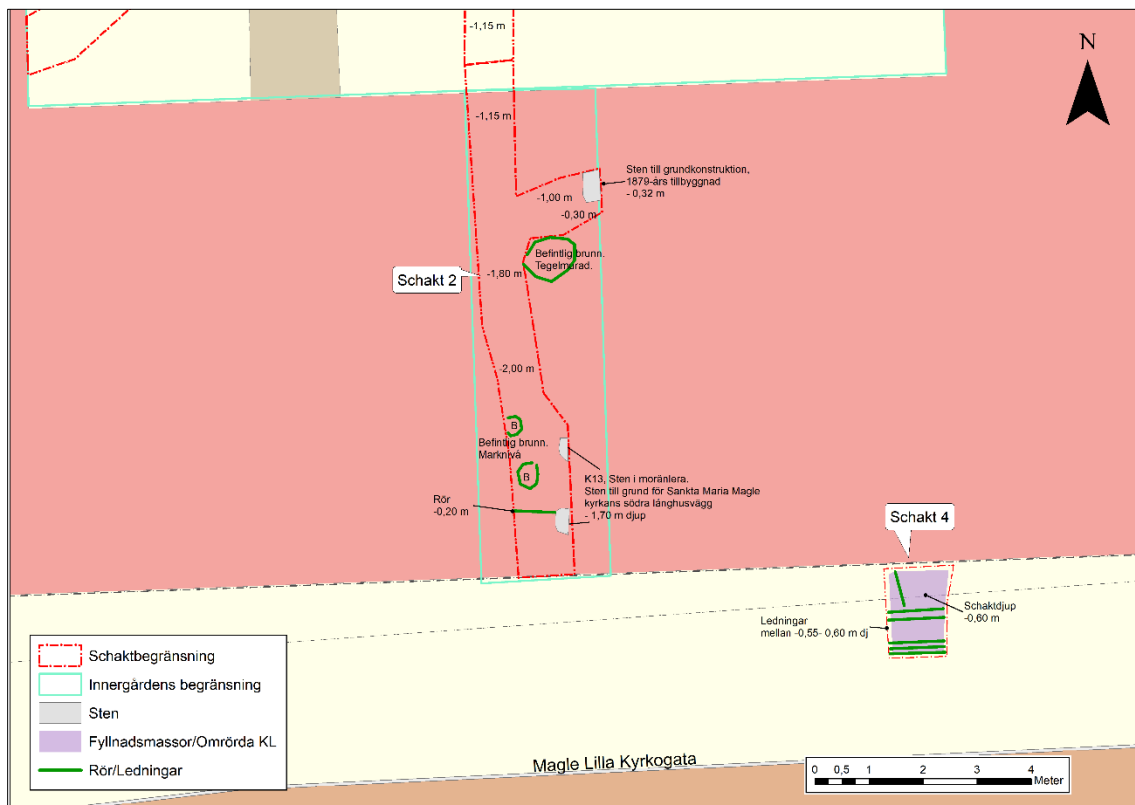 -1,15 m
N
-1,15 m
Sten till grundkonstruktion,
1879-års tillbyggnad
- 0,32 m
-1,00 m
-0,30 m
Befintlig brunn.
Tegelmurad.
Schakt 2
-1,80 m
-2,00 m
B
Befintlig brunn.
Marknivå
B
K13, Sten i moränlera.
Sten till grund för Sankta Maria Magle
kyrkans södra långhusvägg
- 1,70 m djup
Rör
-0,20 m
Schakt 4
Schaktdjup
-0,60 m
Ledningar
mellan -0,55- 0,60 m dj
Schaktbegränsning
Innergårdens begränsning
Sten
Fyllnadsmassor/Omrörda KL
Rör/Ledningar
Magle Lilla Kyrkogata
0 0,5 1 2 3 4
Meter